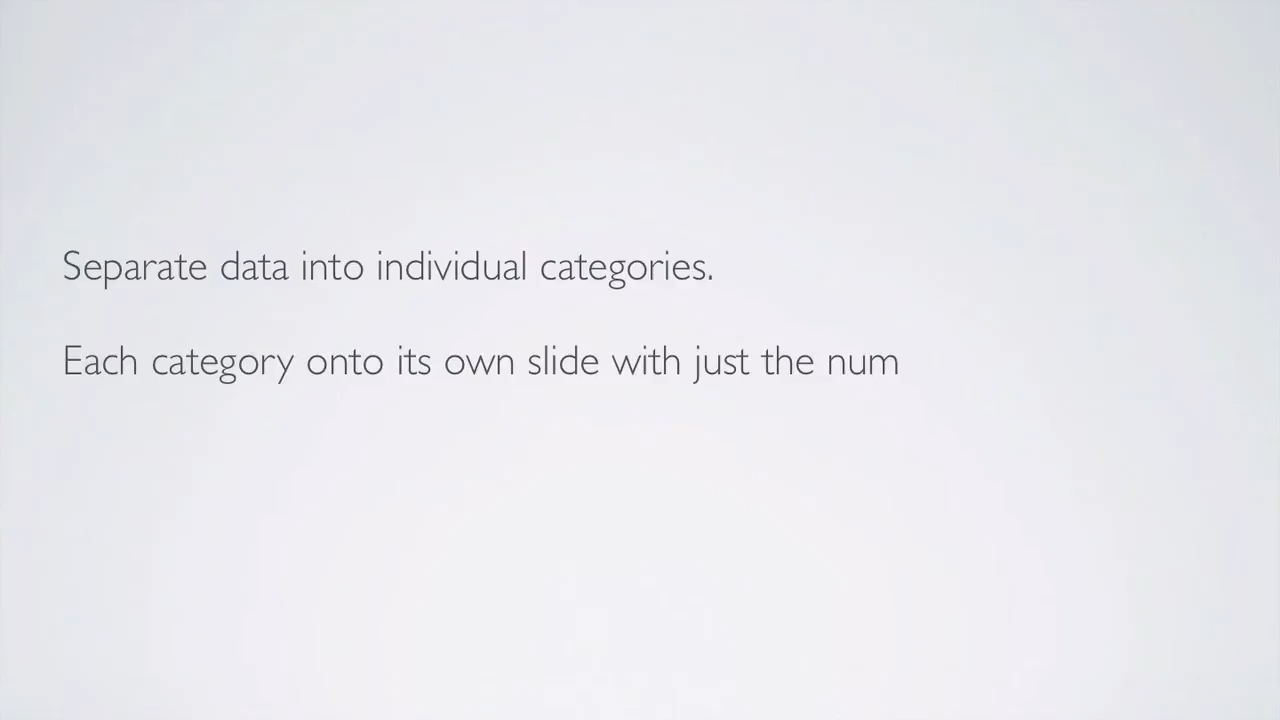 Separate data into individual categories.
Each category onto its own slide with just the num